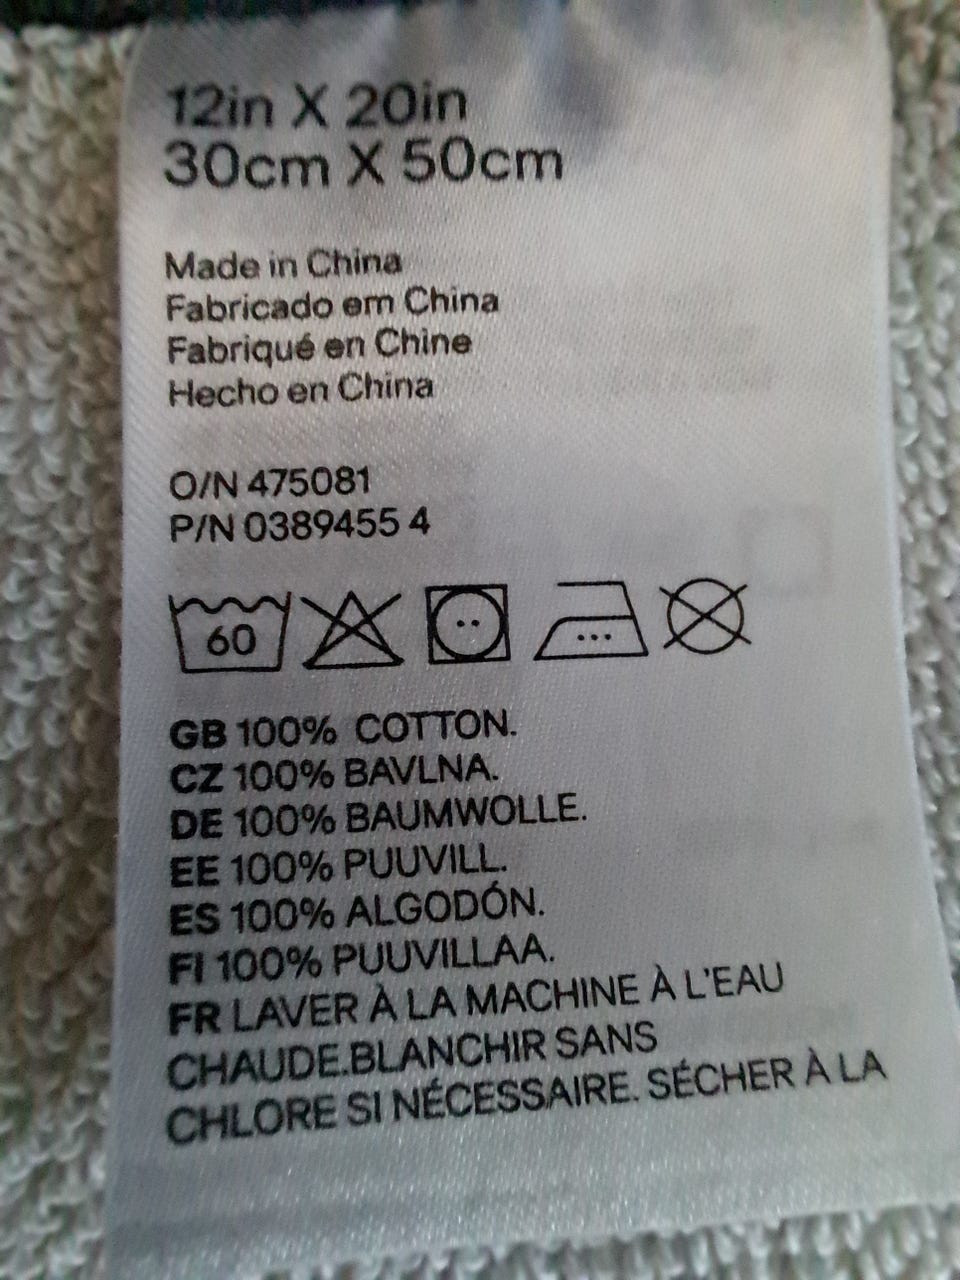 12in X 20in
30cm X 50cm
Made in China
Fabricado em China
Fabriqué en Chine
Hecho en China
O/N 475081
P/N 0389455 4
60
GB 100% COTTON.
CZ 100% BAVLNA.
DE 100% BAUMWOLLE.
EE 100% PUUVILL.
ES 100% ALGODÓN.
FI 100% PUUVILLAA.
FR LAVER À LA MACHINE À L'EAU
CHAUDE.BLANCHIR SANS
CHLORE SI NÉCESSAIRE. SÉCHER À LA